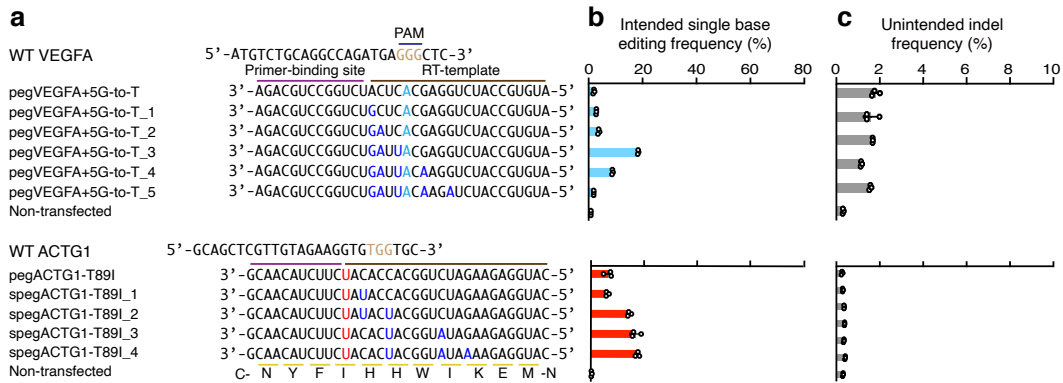 a
b
c
PAM
Intended single base editing frequency (%)
Unintended indel frequency (%)
WT VEGFA 5’-ATGTCTGCAGGCCAGATGAGGGCTC-3’
Primer-binding site RT-template
0 20 40 60 80
0 2 4 6 8 10
pegVEGFA+5G-to-T 3’-AGACGUCCGGUCUACUCACGAGGUCUACCGUGUA-5’
pegVEGFA+5G-to-T_1 3’-AGACGUCCGGUCUGCUCACGAGGUCUACCGUGUA-5’
pegVEGFA+5G-to-T_2 3’-AGACGUCCGGUCUGAUCACGAGGUCUACCGUGUA-5’
pegVEGFA+5G-to-T_3 3’-AGACGUCCGGUCUGAUUACGAGGUCUACCGUGUA-5’
pegVEGFA+5G-to-T_4 3’-AGACGUCCGGUCUGAUUACAAGGUCUACCGUGUA-5’
pegVEGFA+5G-to-T_5 3’-AGACGUCCGGUCUGAUUACAAGAUCUACCGUGUA-5’
Non-transfected
WT ACTG1 5’-GCAGCTCGTTGTAGAAGGTGTGGTGC-3’
pegACTG1-T89I 3’-GCAACAUCUUCUACACCACGGUCUAGAAGAGGUAC-5’
spegACTG1-T89I_1 3’-GCAACAUCUUCUAUACCACGGUCUAGAAGAGGUAC-5’
spegACTG1-T89I_2 3’-GCAACAUCUUCUAUACUACGGUCUAGAAGAGGUAC-5’
spegACTG1-T89I_3 3’-GCAACAUCUUCUACACUACGGUAUAGAAGAGGUAC-5’
spegACTG1-T89I_4 3’-GCAACAUCUUCUACACUACGGUAUAAAAGAGGUAC-5’
Non-transfected C- N Y F I H H W I K E M -N